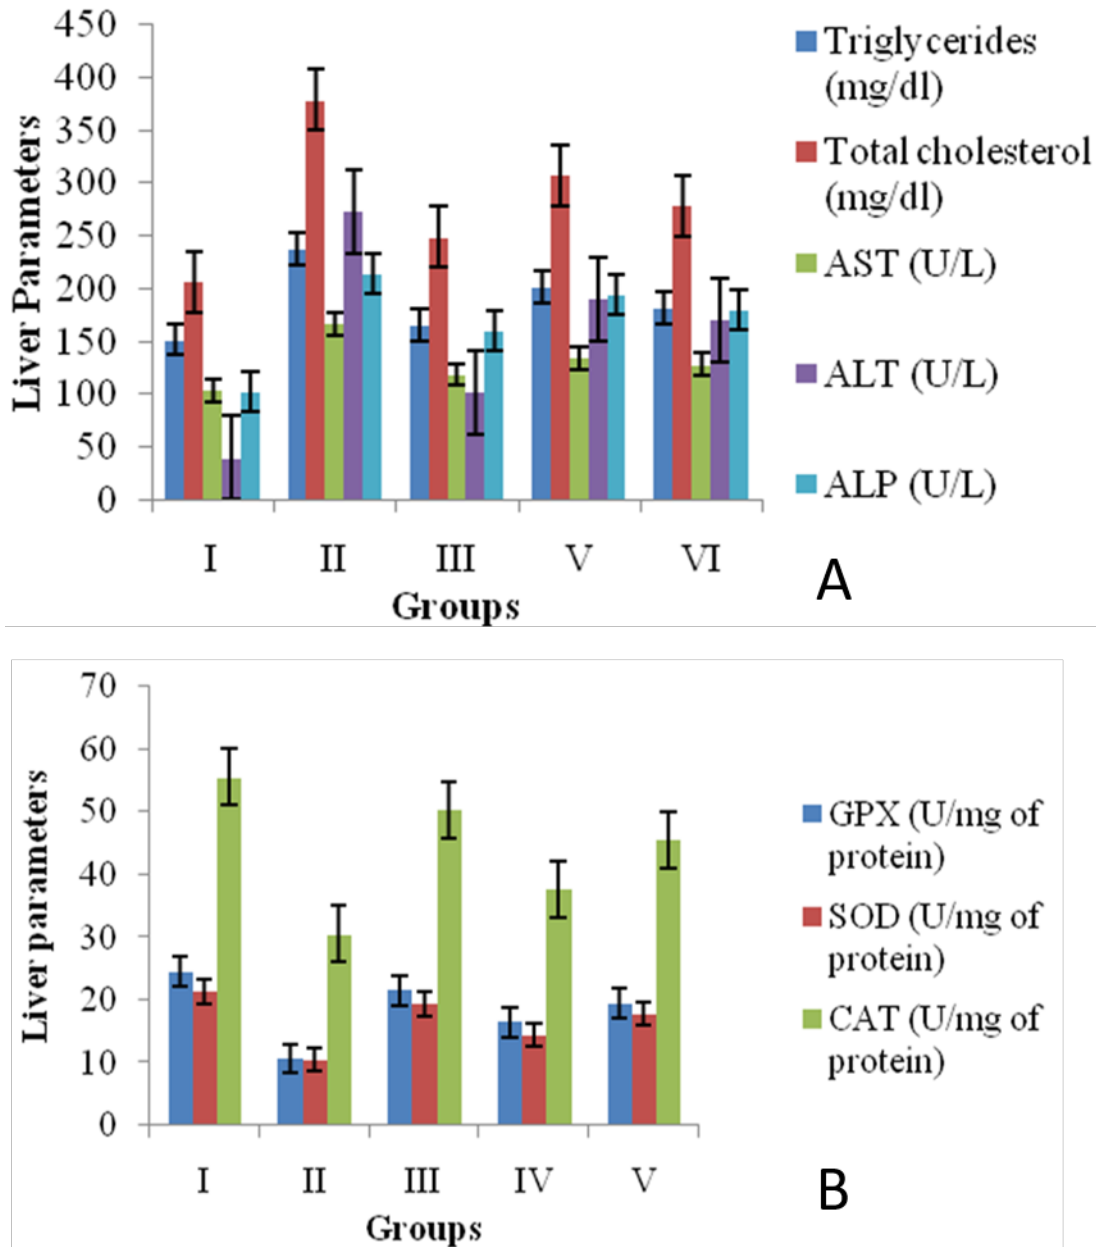 450
400
350
300
250
200
150
100
50
0
Liver Parameters
I II III V VI
Groups
Triglycerides
(mg/dl)
Total cholesterol
(mg/dl)
AST (U/L)
ALT (U/L)
ALP (U/L)
A
70
60
50
40
30
20
10
0
Liver parameters
I II III IV V
Groups
GPX (U/mg of
protein)
SOD (U/mg of
protein)
CAT (U/mg of
protein)
B